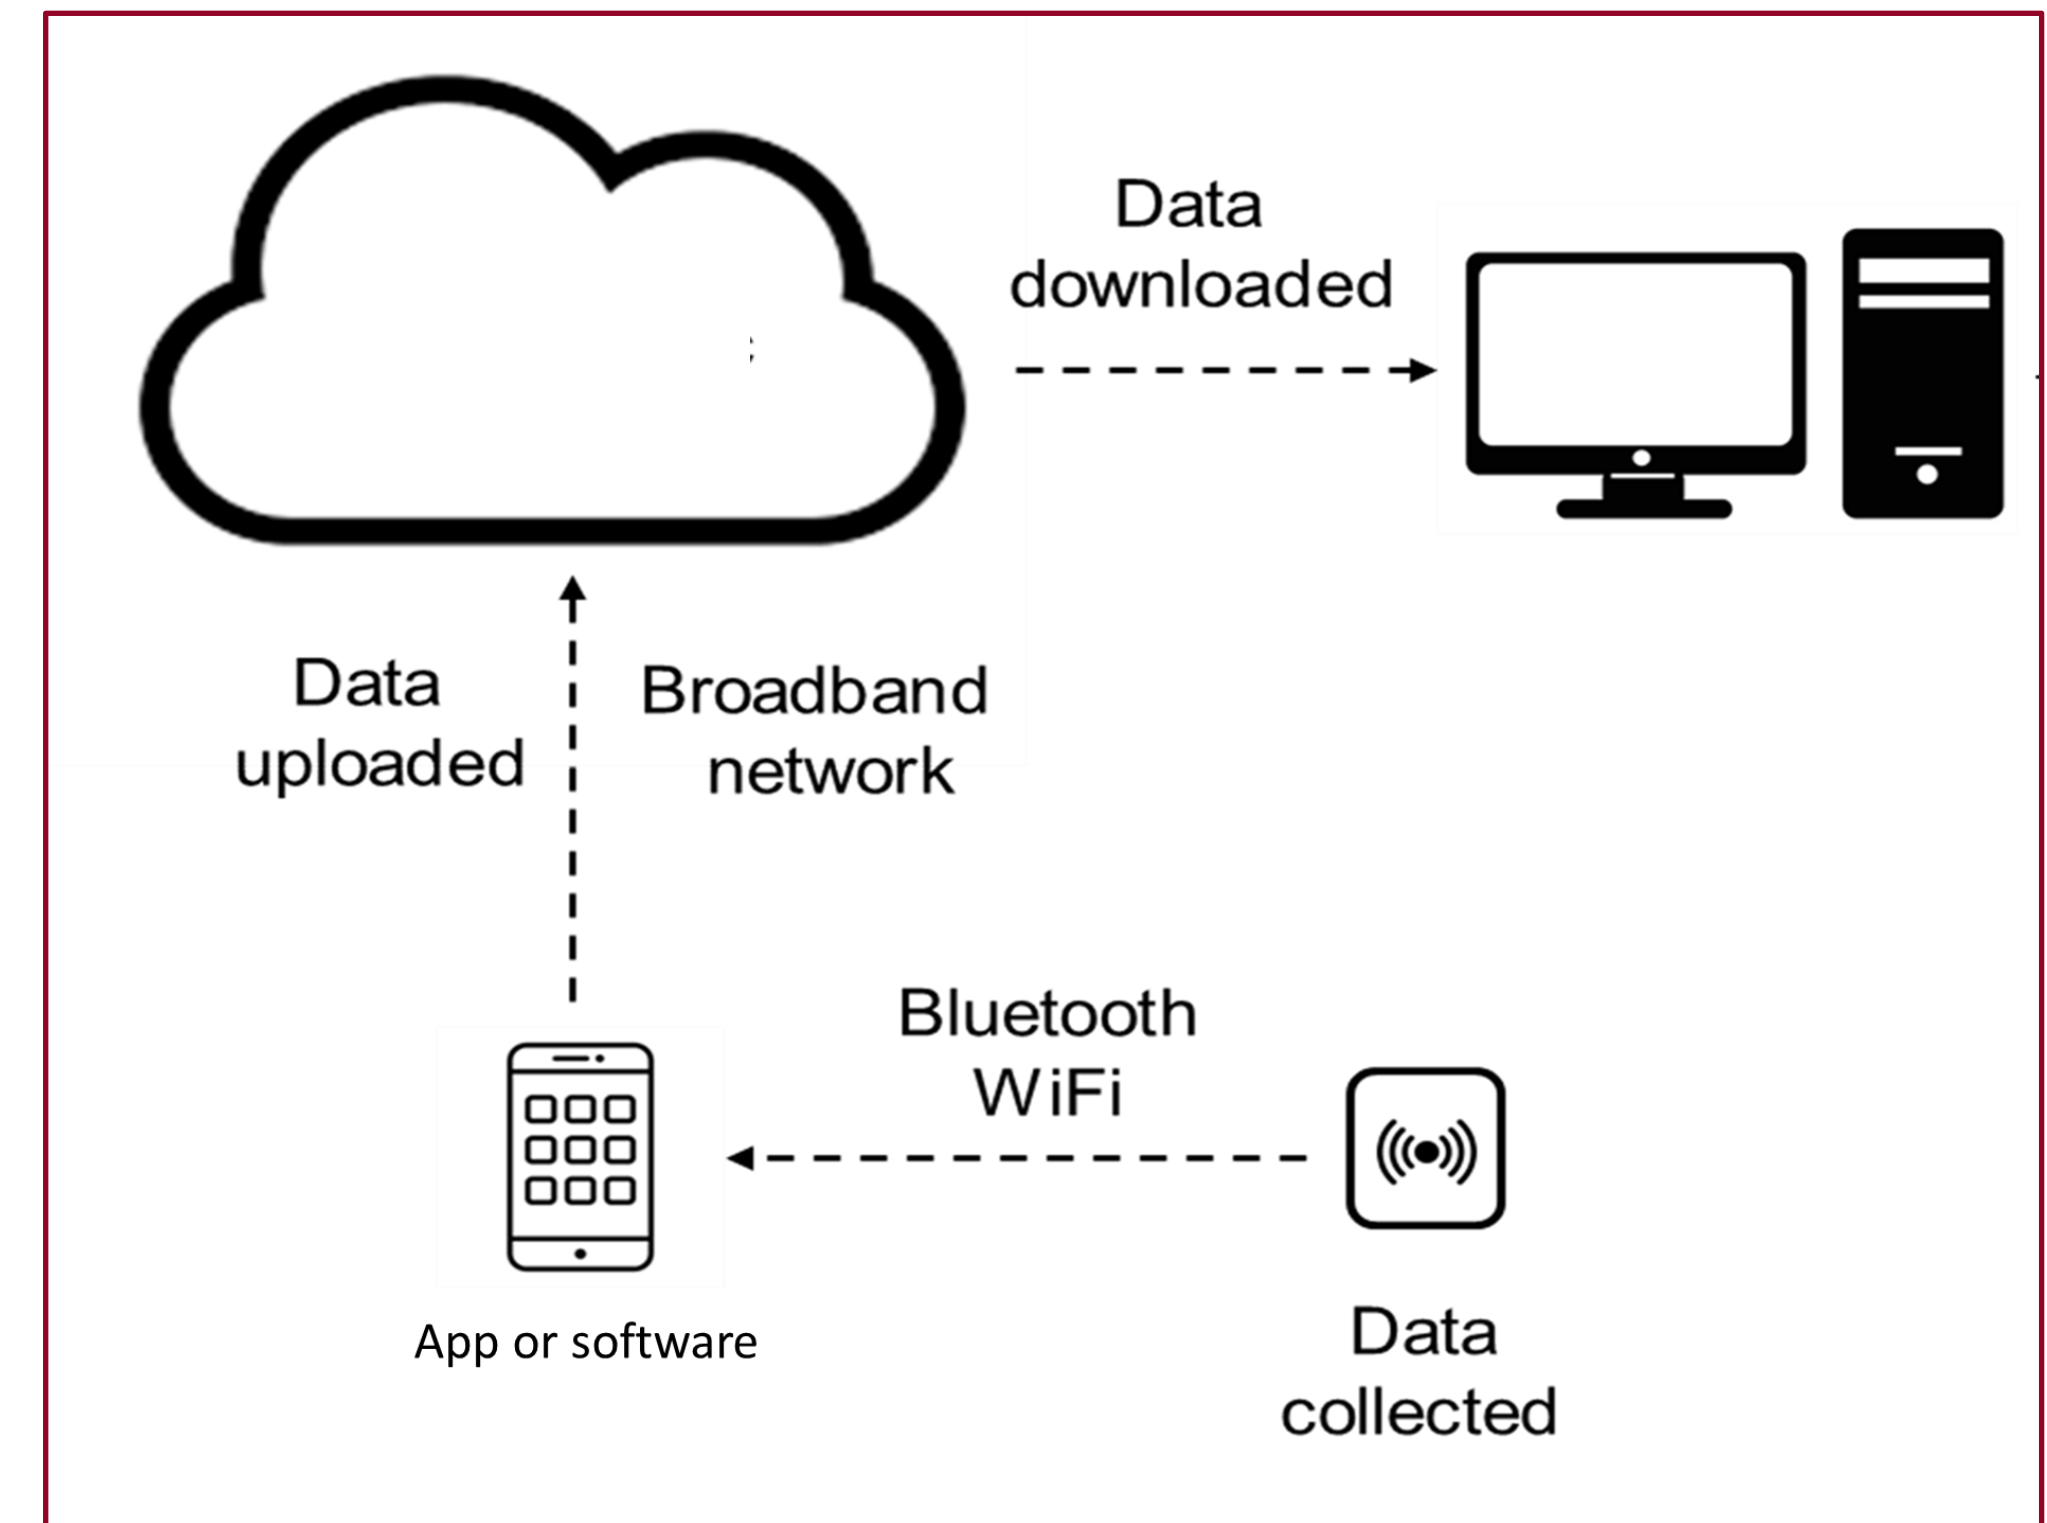 Data
downloaded
Data
uploaded
Broadband
network
Bluetooth
WiFi
App or software
Data
collected